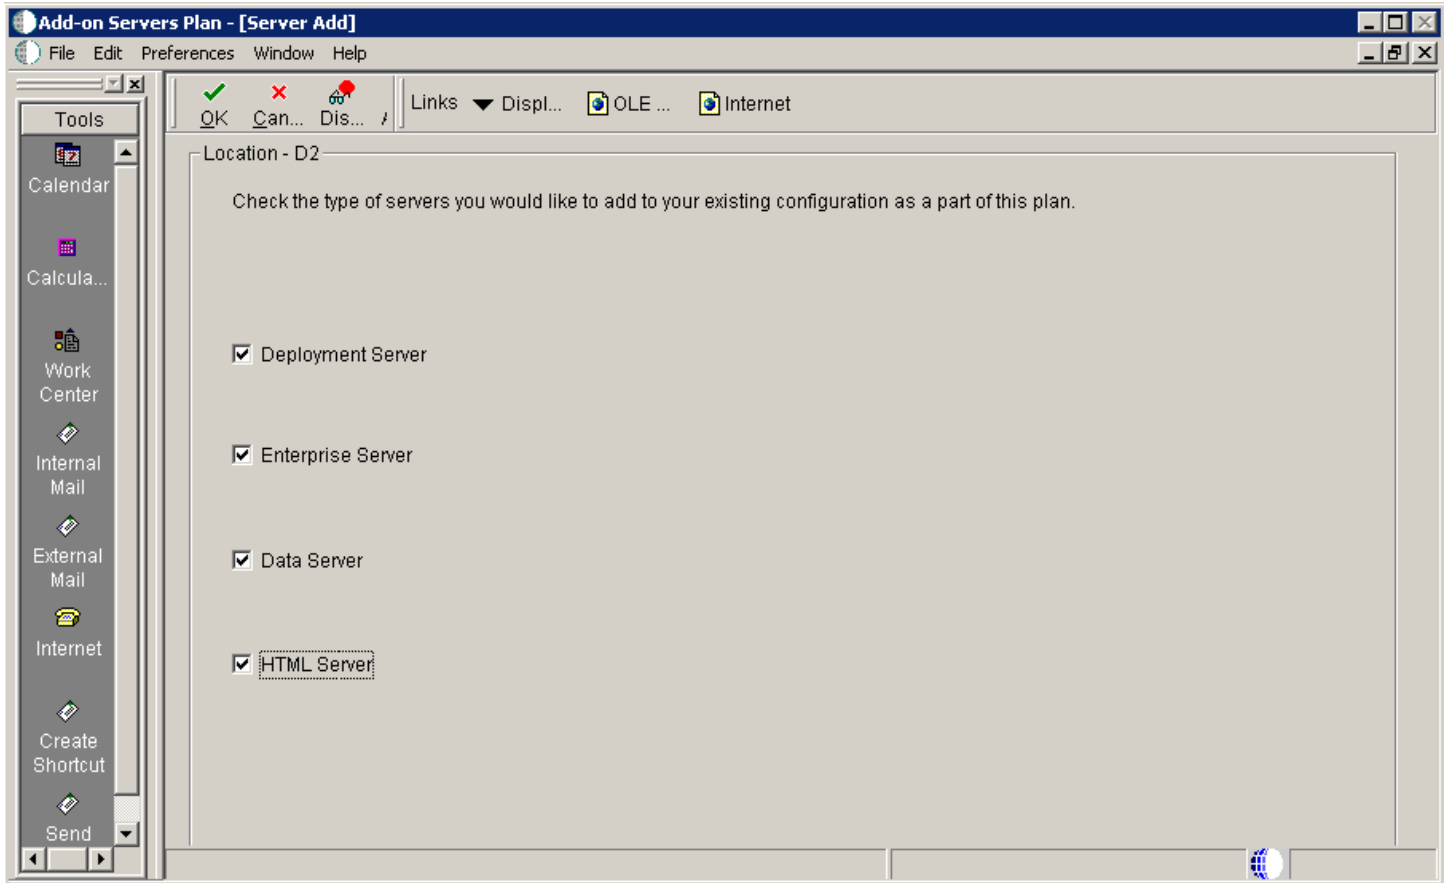 Add-on Servers Plan - [Server Add]
File Edit Preferences Window Help
Tools
Calendar
Calcula...
Work
Center
Internal
Mail
External
Mail
Internet
Create
Shortcut
Send
OK Can... Dis...
Links Displ... OLE ... Internet
Location - D2
Check the type of servers you would like to add to your existing configuration as a part of this plan.
Deployment Server
Enterprise Server
Data Server
HTML Server